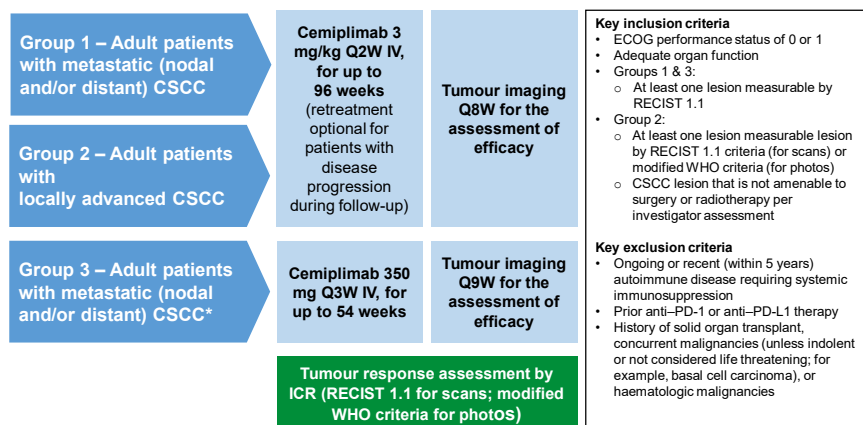 Group 1 – Adult patients
with metastatic (nodal
and/or distant) CSCC
Group 2 – Adult patients
with
locally advanced CSCC
Group 3 – Adult patients
with metastatic (nodal
and/or distant) CSCC*
Cemiplimab 3
mg/kg Q2W IV,
for up to
96 weeks
(retreatment
optional for
patients with
disease
progression
during follow-up)
Tumour imaging
Q8W for the
assessment of
efficacy
Cemiplimab 350
mg Q3W IV, for
up to 54 weeks
Tumour imaging
Q9W for the
assessment of
efficacy
Tumour response assessment by
ICR (RECIST 1.1 for scans; modified
WHO criteria for photos)
Key inclusion criteria
• ECOG performance status of 0 or 1
• Adequate organ function
• Groups 1 & 3:
o At least one lesion measurable by
RECIST 1.1
• Group 2:
o At least one lesion measurable lesion
by RECIST 1.1 criteria (for scans) or
modified WHO criteria (for photos)
o CSCC lesion that is not amenable to
surgery or radiotherapy per
investigator assessment
Key exclusion criteria
• Ongoing or recent (within 5 years)
autoimmune disease requiring systemic
immunosuppression
• Prior anti–PD-1 or anti–PD-L1 therapy
• History of solid organ transplant,
concurrent malignancies (unless indolent
or not considered life threatening; for
example, basal cell carcinoma), or
haematologic malignancies